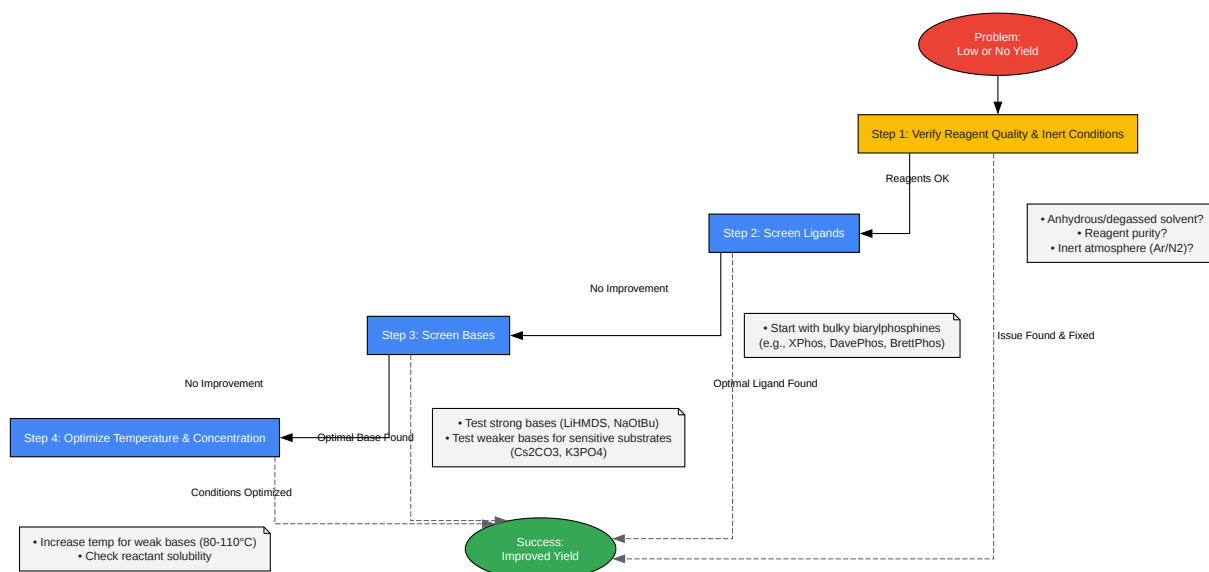 Problem:
Low or No Yield
Step 1: Verify Reagent Quality & Inert Conditions
Reagents OK
• Anhydrous/degassed solvent?
• Reagent purity?
• Inert atmosphere (Ar/N2)?
Step 2: Screen Ligands
No Improvement
• Start with bulky biarylphosphines
(e.g., XPhos, DavePhos, BrettPhos)
Issue Found & Fixed
Step 3: Screen Bases
No Improvement
Optimal Ligand Found
• Test strong bases (LiHMDS, NaOtBu)
• Test weaker bases for sensitive substrates
(Cs2CO3, K3PO4)
Step 4: Optimize Temperature & Concentration
Optimal Base Found
Conditions Optimized
• Increase temp for weak bases (80-110°C)
• Check reactant solubility
Success:
Improved Yield